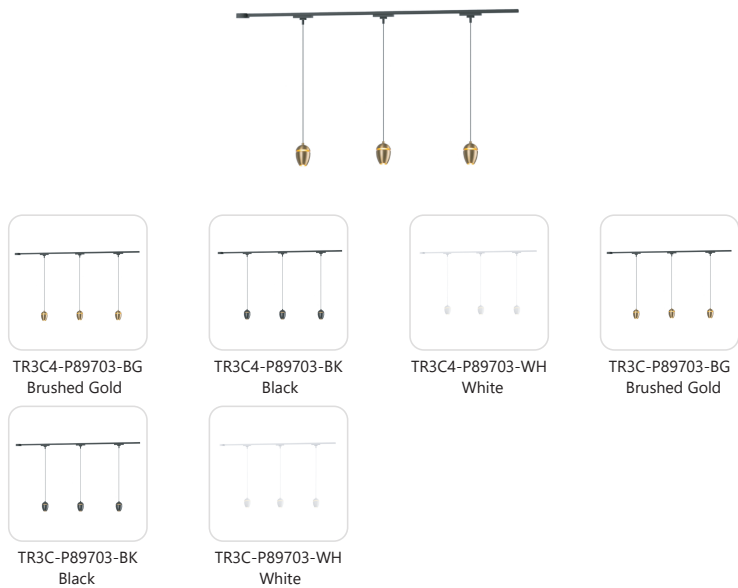 TR3C4-P89703-BG
Brushed Gold
TR3C4-P89703-BK
Black
TR3C4-P89703-WH
White
TR3C-P89703-BG
Brushed Gold
TR3C-P89703-BK
Black
TR3C-P89703-WH
White